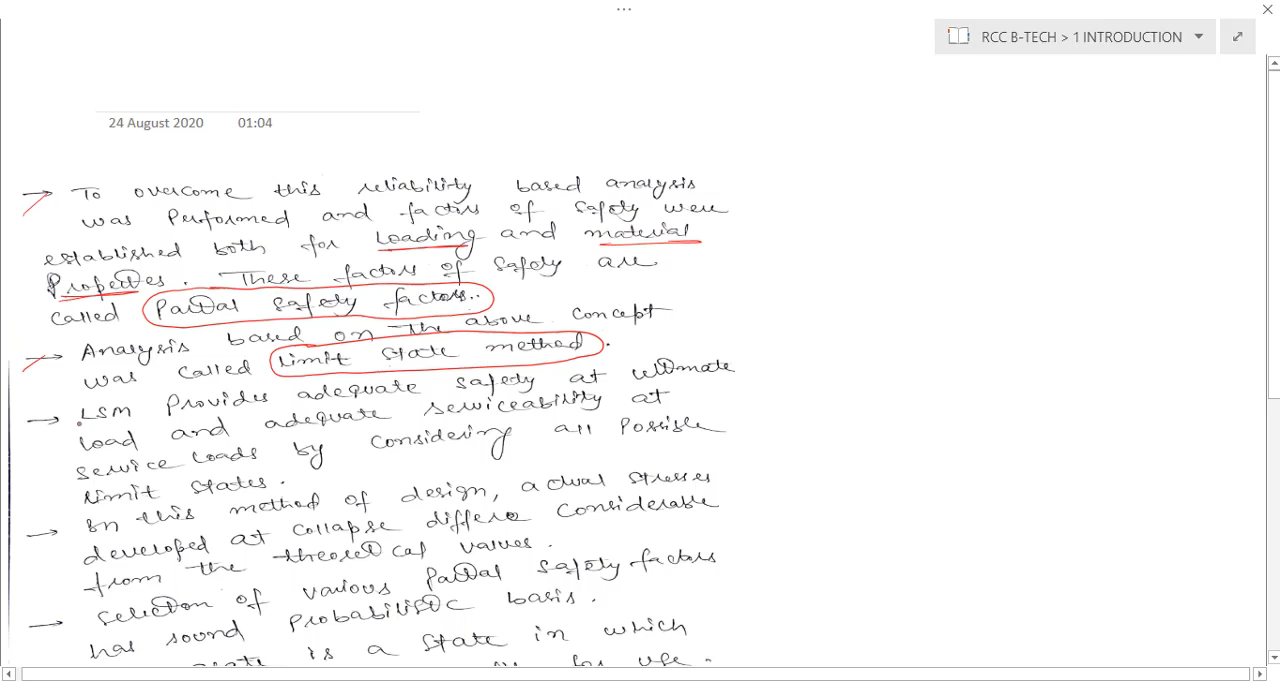 RCC B-TECH > 1 INTRODUCTION
24 August 2020 01:04
→ To overcome this reliability based analysis
was Performed and factors of safety were
established both for Loading and material
Properties. These factors of safety are
called Partial safety factors..
→ Analysis based on the above concept
was called Limit state method.
→ LSM Provides adequate safety at ultimate
load and adequate serviceability at
service loads by considering all Possible
Limit states.
→ In this method of design, actual stresses
developed at collapse differe considerable
from the theoretical values.
→ Selection of various Partial safety factors
has sound Probabilistic basis.
is a state in which
for use.